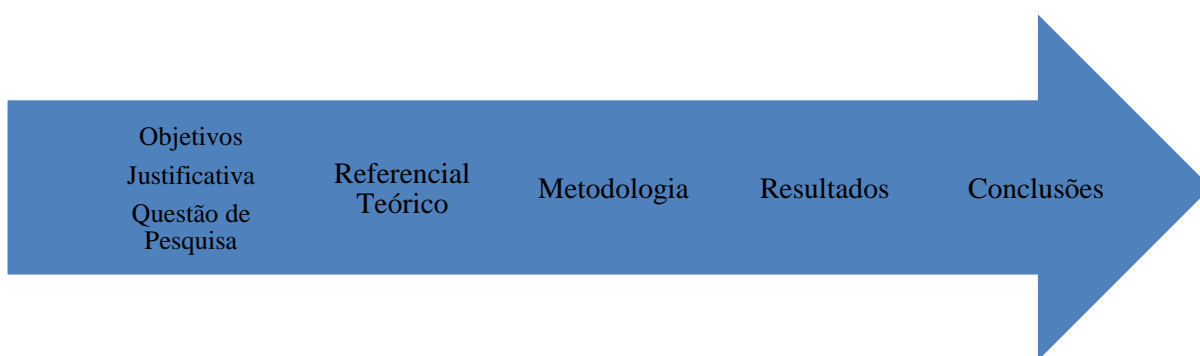 Objetivos
Justificativa
Questão de
Pesquisa
Referencial
Teórico
Metodologia
Resultados
Conclusões